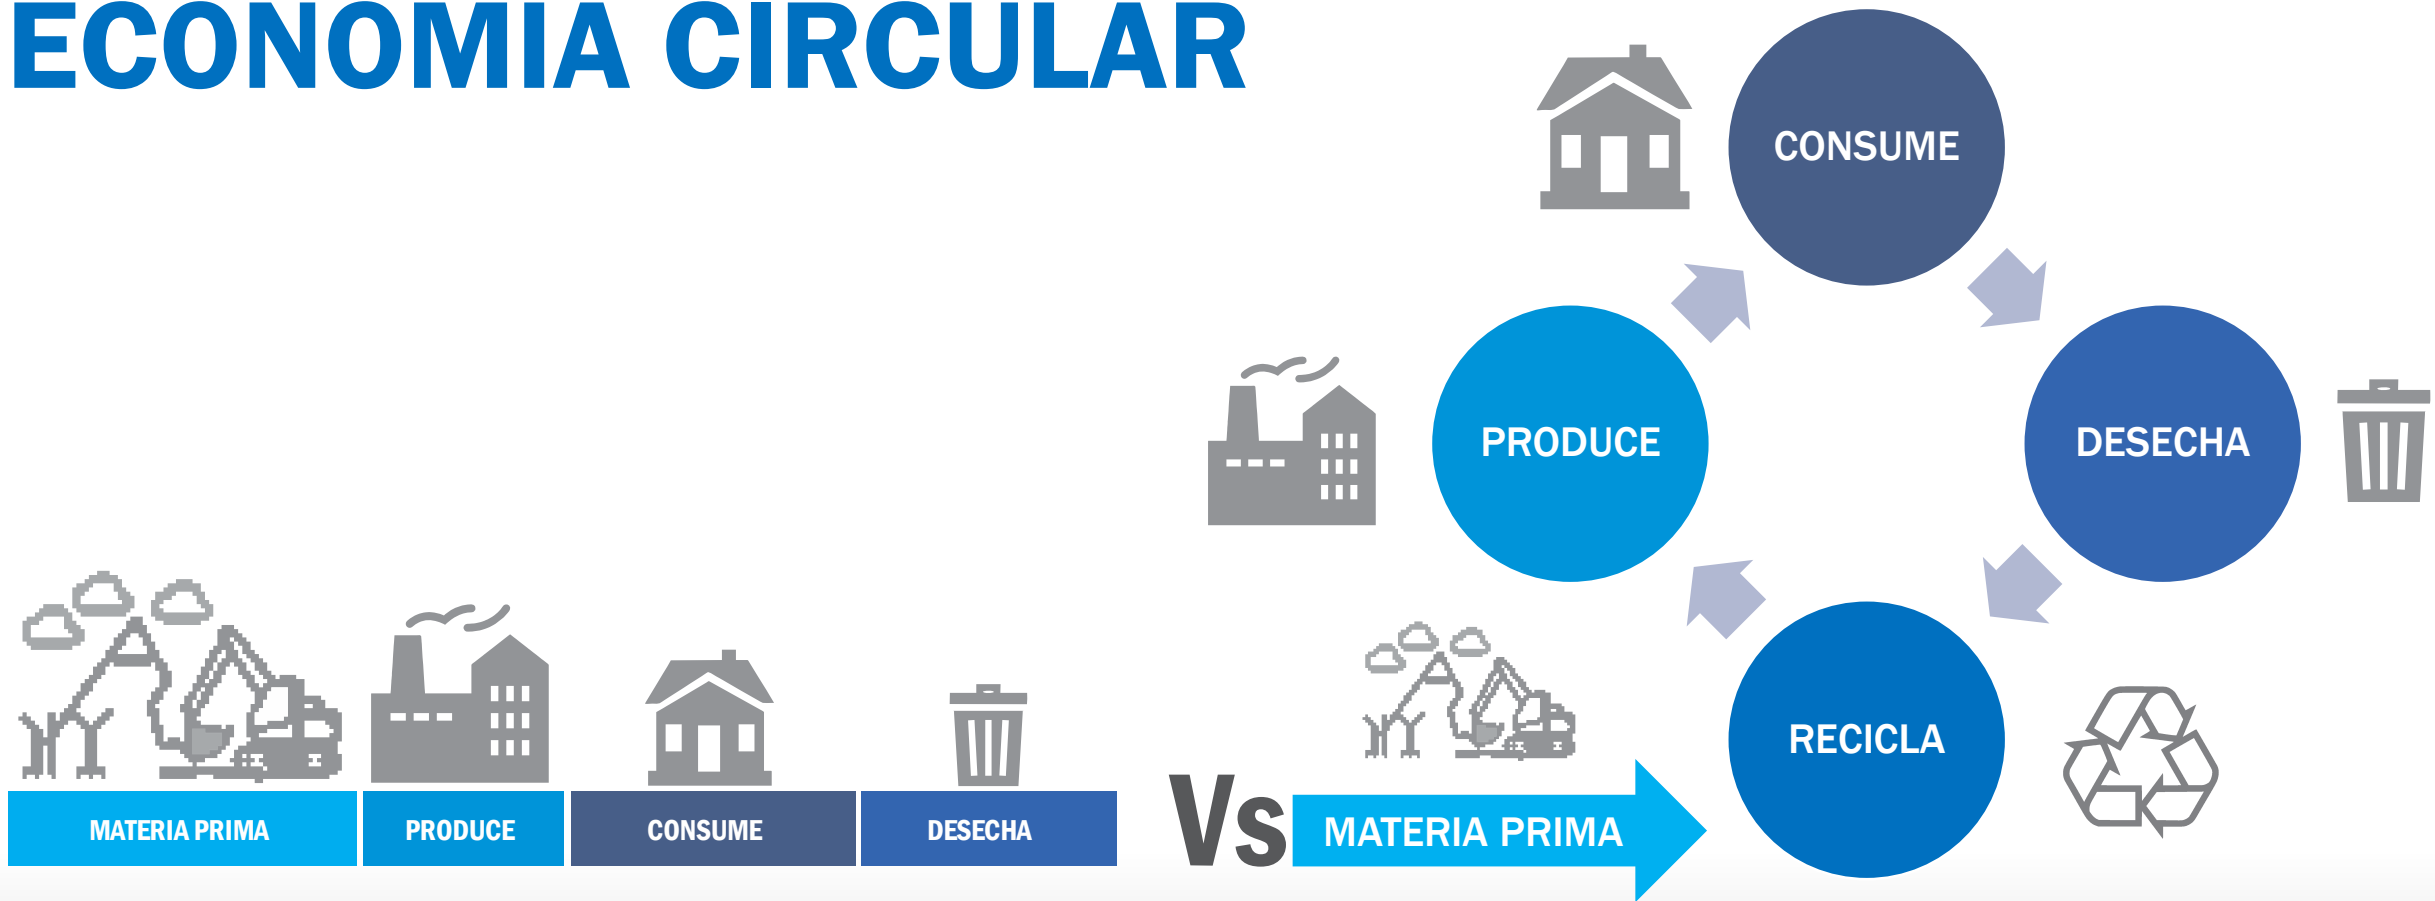 ECONOMIA CIRCULAR
MATERIA PRIMA
PRODUCE
CONSUME
DESECHA
Vs
MATERIA PRIMA
CONSUME
PRODUCE
DESECHA
RECICLA